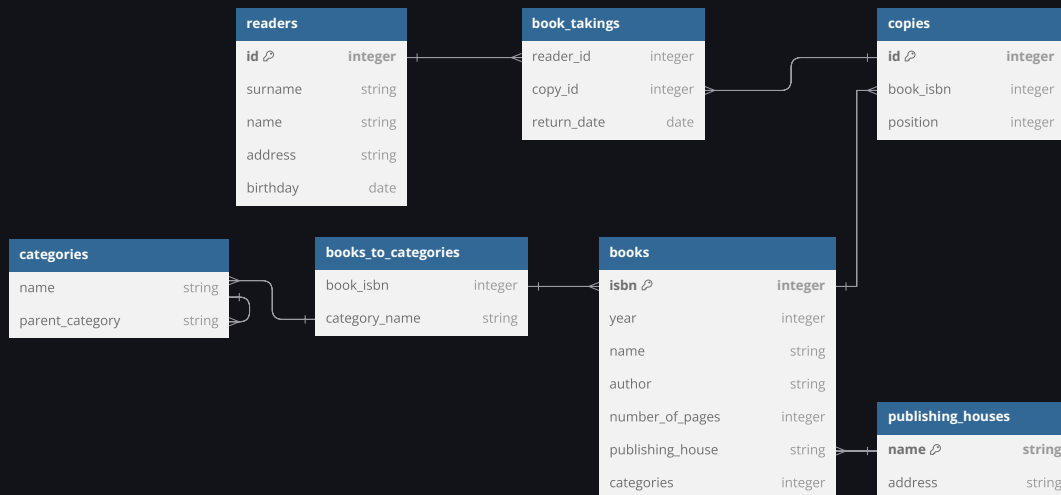 readers
id integer
surname string
name string
address string
birthday date
book_takings
reader_id integer
copy_id integer
return_date date
copies
id integer
book_isbn integer
position integer
categories
name string
parent_category string
books_to_categories
book_isbn integer
category_name string
books
isbn integer
year integer
name string
author string
number_of_pages integer
publishing_house string
categories integer
publishing_houses
name string
address string